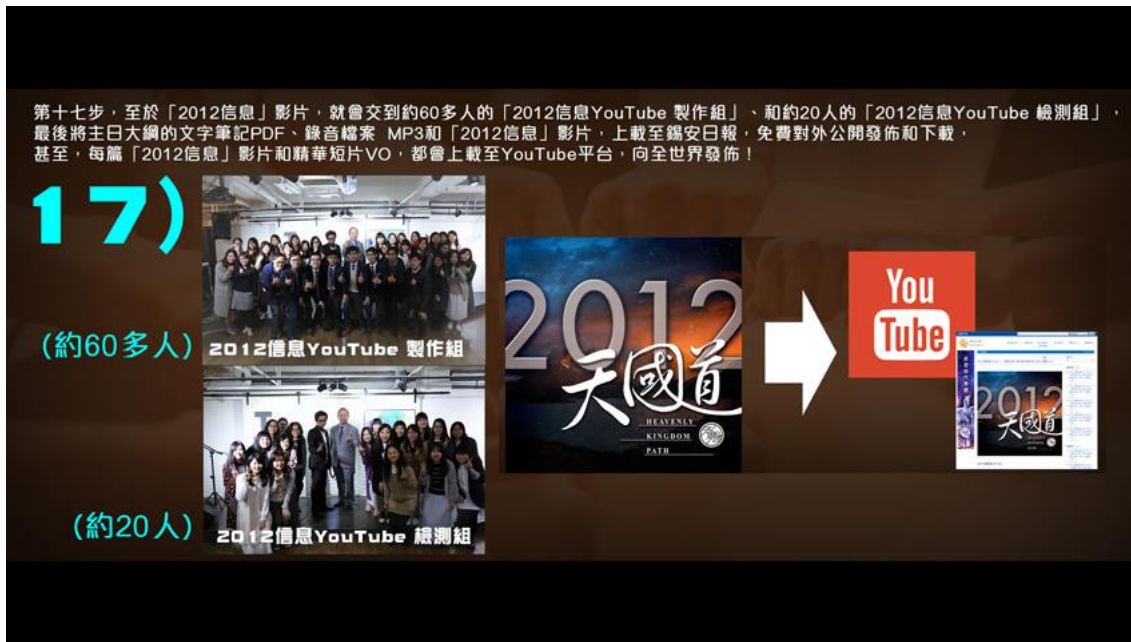 第十七步，至於「2012信息」影片，就會交到約60多人的「2012信息YouTube 製作組」、和約20人的「2012信息YouTube 檢測組」，
最後將主日大綱的文字筆記PDF、錄音檔案 MP3和「2012信息」影片，上載至錫安日報，免費對外公開發佈和下載，
甚至，每篇「2012信息」影片和精華短片VO，都會上載至YouTube平台，向全世界發佈！
17)
(約60多人)
2012信息YouTube 製作組
(約20人)
2012信息YouTube 檢測組
2012
天國道
HEAVENLY
KINGDOM
PATH
You
Tube
2012
天國道